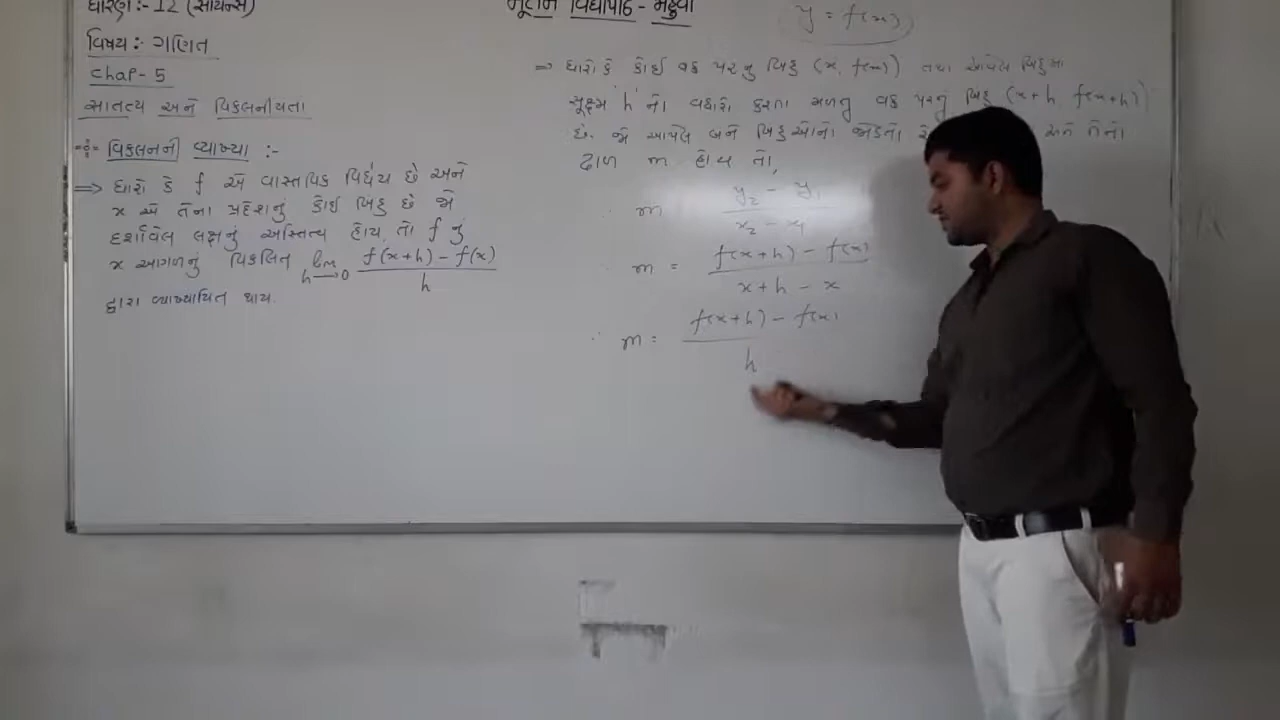 ધોરણ :- 12 (સાયન્સ)
વિષય :- ગણિત
Chap-5
સાતત્ય અને વિકલનીયતા
વિકલનની વ્યાખ્યા :-
⇒ ધારો કે f એ વાસ્તવિક વિધેય છે અને
x એ તેના પ્રદેશનું કોઈ બિંદુ છે જો
દર્શાવેલ લક્ષનું અસ્તિત્વ હોય તો f નું
x આગળનું વિકલિત lim h→0 f(x+h) - f(x) / h
દ્વારા વ્યાખ્યાયિત થાય.
નૂતન વિદ્યાપીઠ - મહુવા
y = f(x)
⇒ ધારો કે કોઈ વક્ર પરનું બિંદુ (x, f(x)) તથા આપેલ બિંદુમાં
સૂક્ષ્મ 'h' નો વધારો કરતા મળતુ વક્ર પરનું બિંદુ (x+h, f(x+h))
છે. જો આપેલ બંને બિંદુઓનો જોડતી અને તેનો
ઢાળ m હોય તો,
∴ m y₂ - y₁ / x₂ - x₁
∴ m = f(x+h) - f(x) / x+h - x
∴ m = f(x+h) - f(x) / h